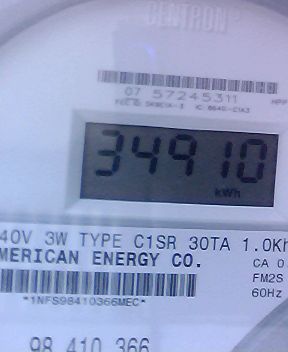 CENTRON
07 57245311
34910
kWh
40V 3W TYPE C1SR 30TA 1.0Kh
MERICAN ENERGY CO.
CA 0
FM2S
60Hz
*1NFS98410366MEC*
98 410 366